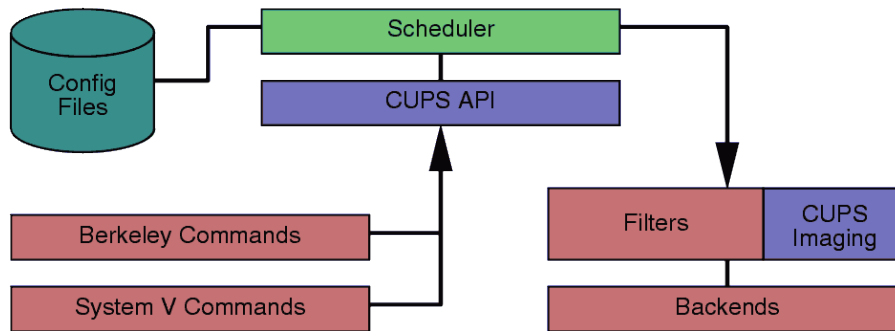 Scheduler
Config
Files
CUPS API
Berkeley Commands
System V Commands
Filters
CUPS
Imaging
Backends